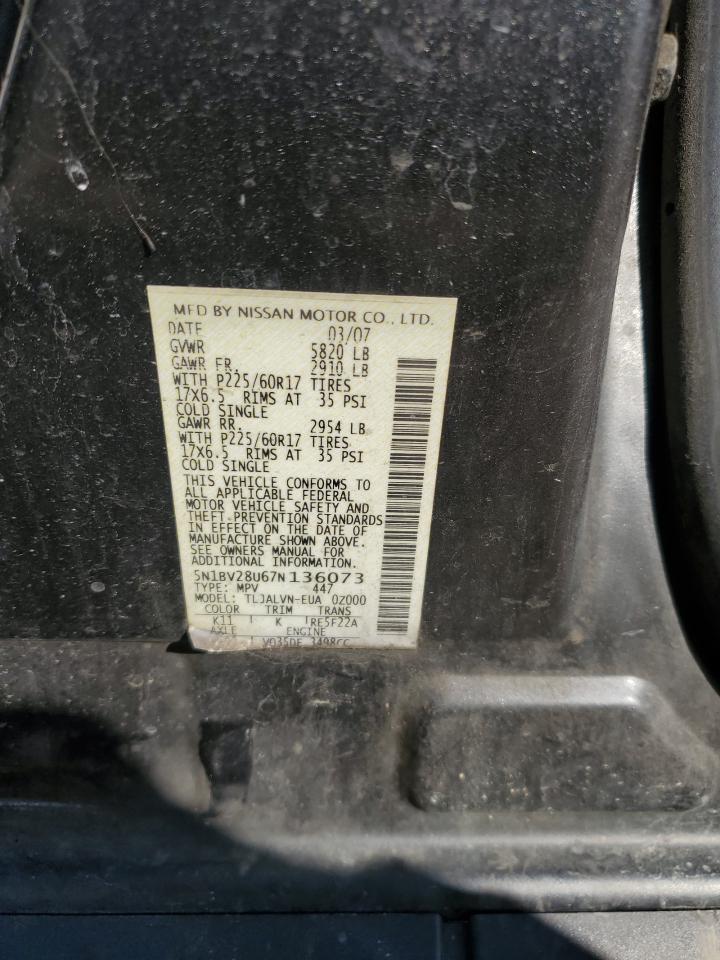 MFD BY NISSAN MOTOR CO., LTD.
DATE 03/07
GVWR 5820 LB
GAWR FR. 2910 LB
WITH P225/60R17 TIRES
17X6.5 RIMS AT 35 PSI
COLD SINGLE
GAWR RR. 2954 LB
WITH P225/60R17 TIRES
17X6.5 RIMS AT 35 PSI
COLD SINGLE
THIS VEHICLE CONFORMS TO
ALL APPLICABLE FEDERAL
MOTOR VEHICLE SAFETY AND
THEFT PREVENTION STANDARDS
IN EFFECT ON THE DATE OF
MANUFACTURE SHOWN ABOVE.
SEE OWNERS MANUAL FOR
ADDITIONAL INFORMATION.
5N1BV28U67N136073
TYPE: MPV 447
MODEL: TLJALVN-EUA 0Z000
COLOR TRIM TRANS
K11 K RE5F22A
AXLE ENGINE
VQ35DE 3498CC